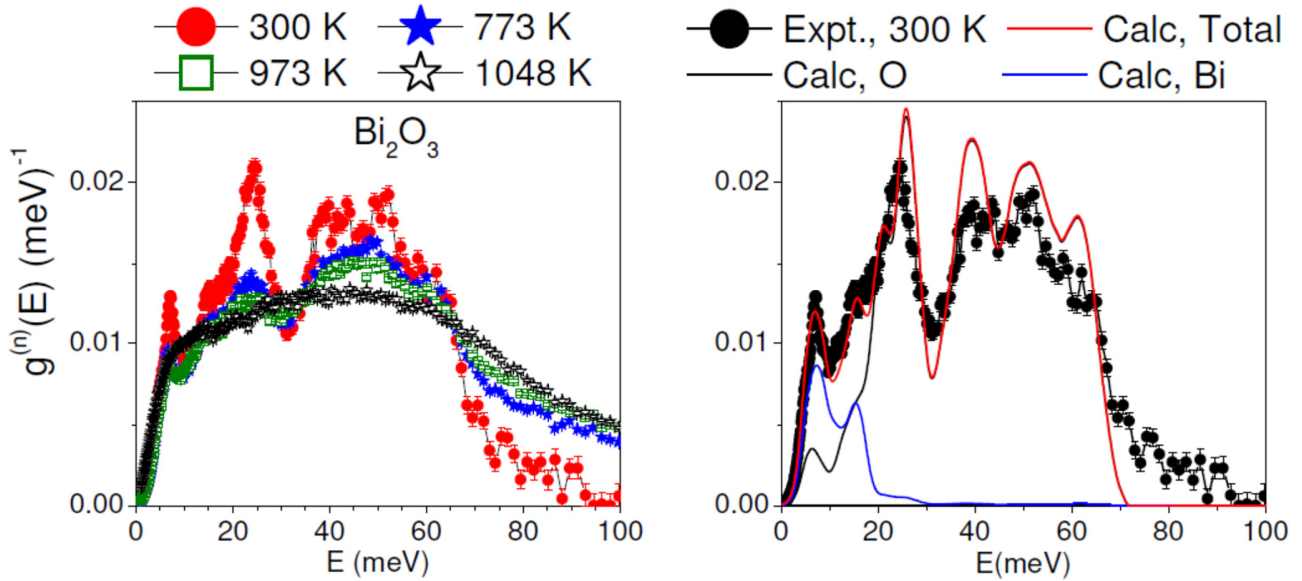 300 K 773 K
973 K 1048 K
Bi₂O₃
g⁽ⁿ⁾(E) (meV)⁻¹
0.02
0.01
0.00
0 20 40 60 80 100
E (meV)
Expt., 300 K Calc, Total
Calc, O Calc, Bi
0.02
0.01
0.00
0 20 40 60 80 100
E(meV)